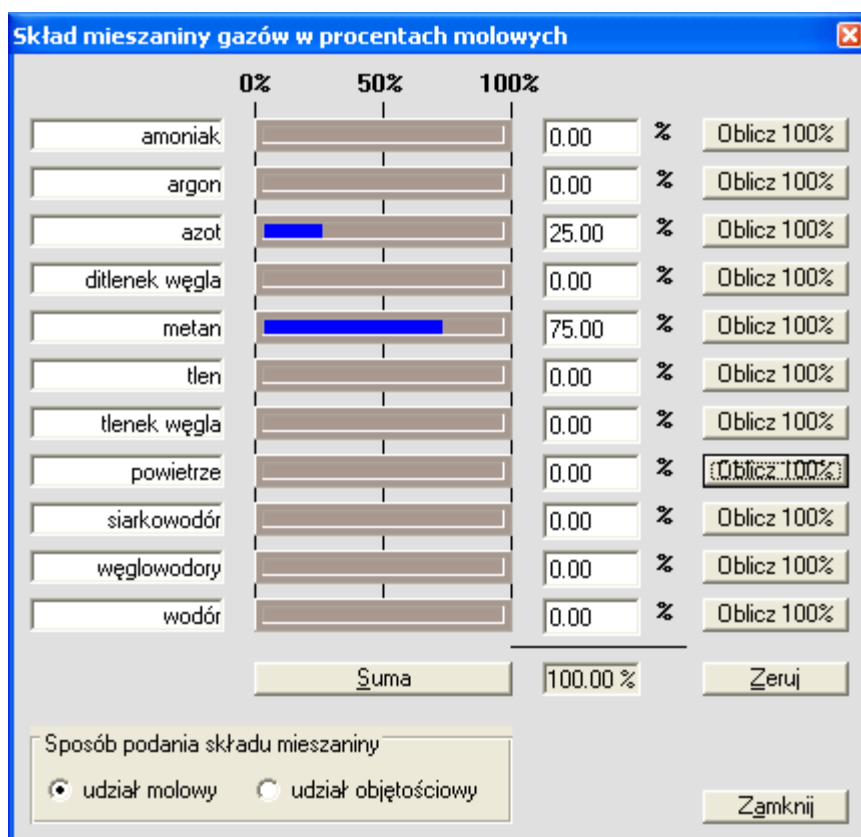 Skład mieszaniny gazów w procentach molowych
0% 50% 100%
amoniak 0.00 % Oblicz 100%
argon 0.00 % Oblicz 100%
azot 25.00 % Oblicz 100%
ditlenek węgla 0.00 % Oblicz 100%
metan 75.00 % Oblicz 100%
tlen 0.00 % Oblicz 100%
tlenek węgla 0.00 % Oblicz 100%
powietrze 0.00 % Oblicz 100%
siarkowodór 0.00 % Oblicz 100%
węglowodory 0.00 % Oblicz 100%
wodór 0.00 % Oblicz 100%
Suma 100.00 % Zeruj
Sposób podania składu mieszaniny
udział molowy udział objętościowy
Zamknij